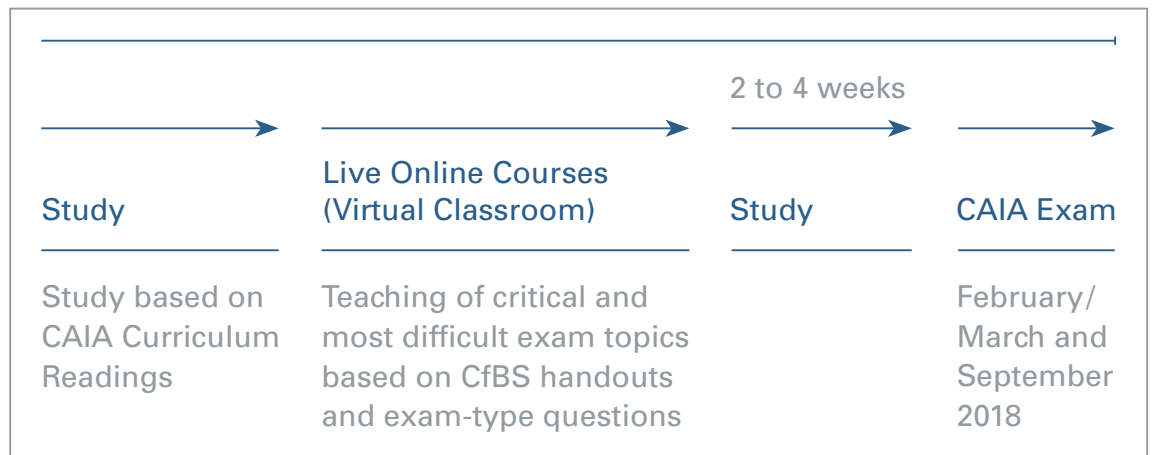 2 to 4 weeks
Study
Live Online Courses
(Virtual Classroom)
Study
CAIA Exam
Study based on
CAIA Curriculum
Readings
Teaching of critical and
most difficult exam topics
based on CfBS handouts
and exam-type questions
February/
March and
September
2018